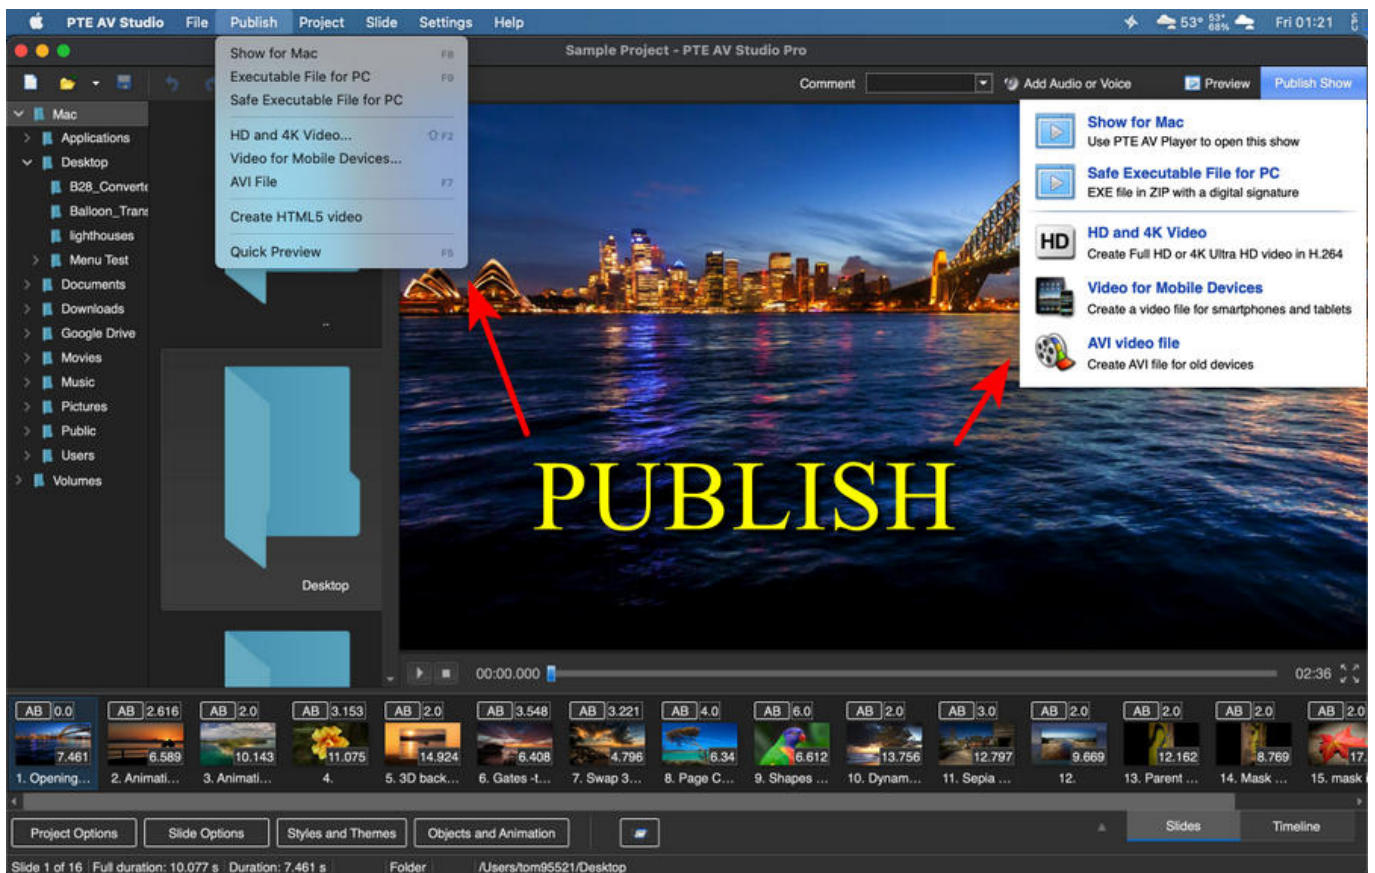 PTE AV Studio File Publish Project Slide Settings Help 53° 53° 68% Fri 01:21
Sample Project - PTE AV Studio Pro
Show for Mac F8
Executable File for PC F9
Safe Executable File for PC
HD and 4K Video... F2
Video for Mobile Devices...
AVI File F7
Create HTML5 video
Quick Preview F5
Comment Add Audio or Voice Preview Publish Show
Show for Mac
Use PTE AV Player to open this show
Safe Executable File for PC
EXE file in ZIP with a digital signature
HD HD and 4K Video
Create Full HD or 4K Ultra HD video in H.264
Video for Mobile Devices
Create a video file for smartphones and tablets
AVI video file
Create AVI file for old devices
Mac
Applications
Desktop
B28_Converte
Balloon_Trans
lighthouses
Menu Test
Documents
Downloads
Google Drive
Movies
Music
Pictures
Public
Users
Volumes
..
Desktop
PUBLISH
00:00.000 02:36
AB 0.0 AB 2.616 AB 2.0 AB 3.153 AB 2.0 AB 3.548 AB 3.221 AB 4.0 AB 6.0 AB 2.0 AB 3.0 AB 2.0 AB 2.0 AB 2.0 AB 2.0
7.461 6.589 10.143 11.075 14.924 6.408 4.796 6.34 6.612 13.756 12.797 9.669 12.162 8.769 17.
1. Opening... 2. Animati... 3. Animati... 4. 5. 3D back... 6. Gates -t... 7. Swap 3... 8. Page C... 9. Shapes ... 10. Dynam... 11. Sepia ... 12. 13. Parent ... 14. Mask ... 15. mask i
Project Options Slide Options Styles and Themes Objects and Animation Slides Timeline
Slide 1 of 16 Full duration: 10.077 s Duration: 7.461 s Folder /Users/tom95521/Desktop